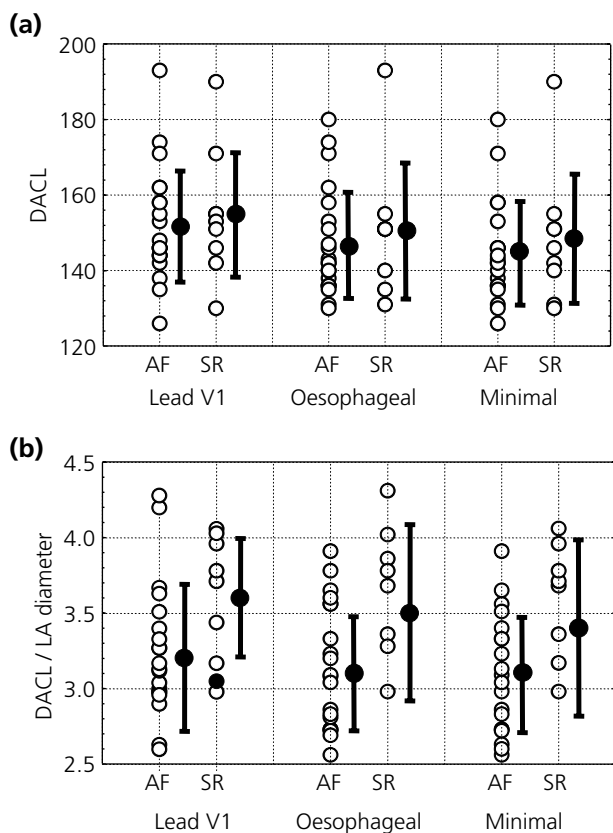 (a)
200
180
160
140
120
DACL
AF SR AF SR AF SR
Lead V1 Oesophageal Minimal
(b)
4.5
4.0
3.5
3.0
2.5
DACL / LA diameter
AF SR AF SR AF SR
Lead V1 Oesophageal Minimal